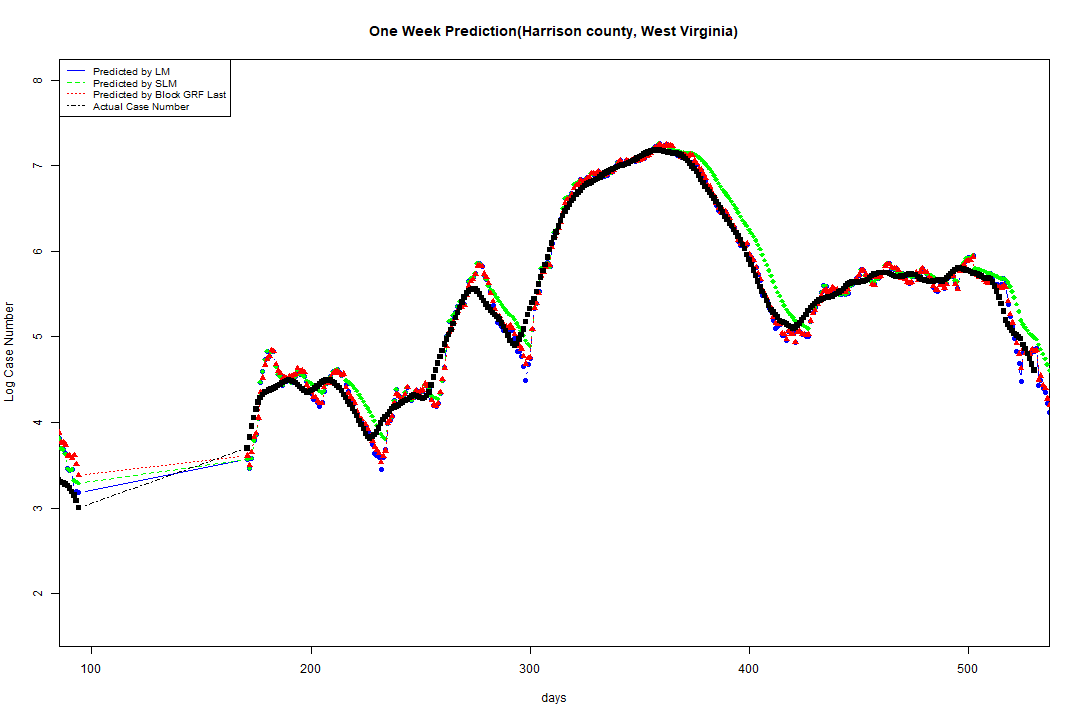 One Week Prediction(Harrison county, West Virginia)
Predicted by LM
Predicted by SLM
Predicted by Block GRF Last
Actual Case Number
8
7
6
5
4
3
2
Log Case Number
100 200 300 400 500
days